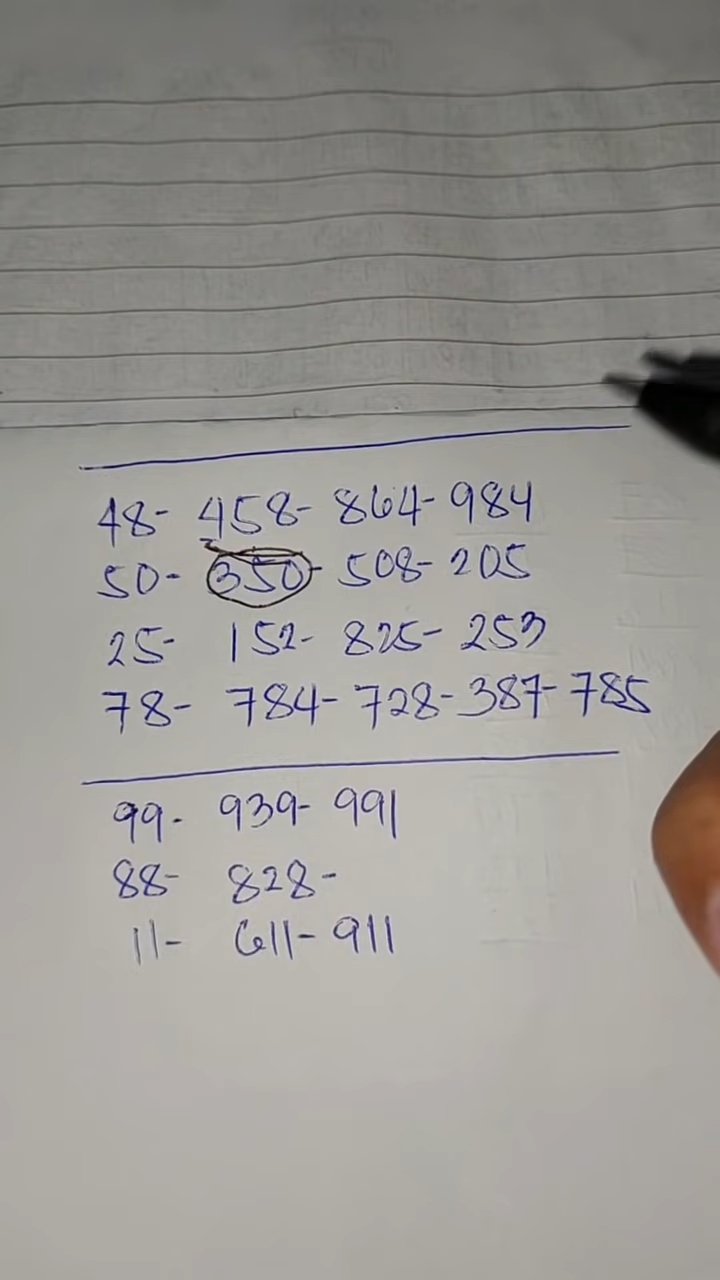 48- 458- 864- 984
50- 350- 508- 205
25- 152- 825- 253
78- 784- 728- 387- 785
99- 939- 991
88- 828-
11- 611- 911